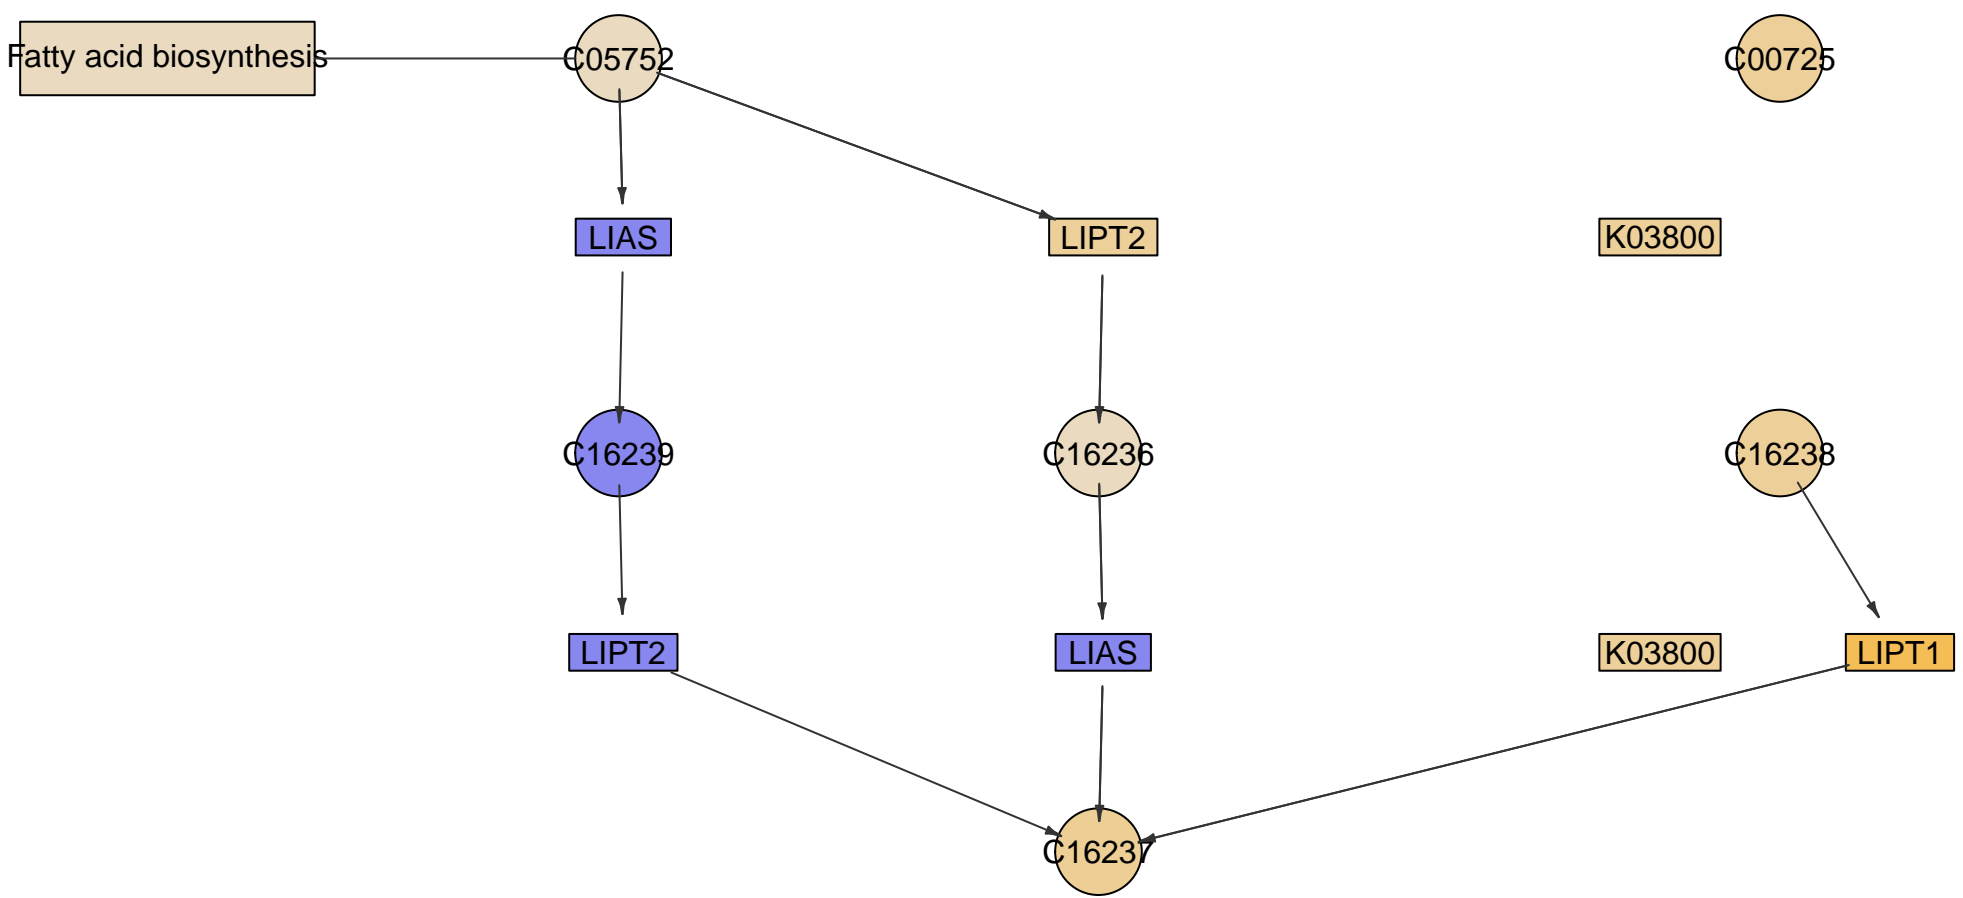 Fatty acid biosynthesis
C05752
C00725
LIAS
LIPT2
K03800
C16239
C16236
C16238
LIPT2
LIAS
K03800
LIPT1
C16237